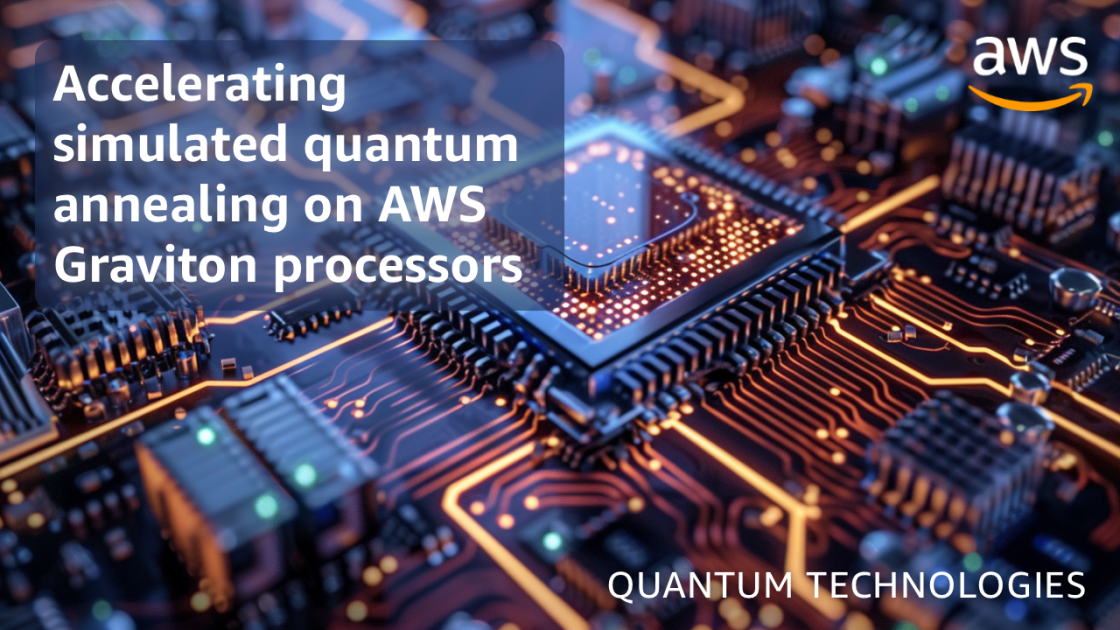 Accelerating
simulated quantum
annealing on AWS
Graviton processors
aws
QUANTUM TECHNOLOGIES